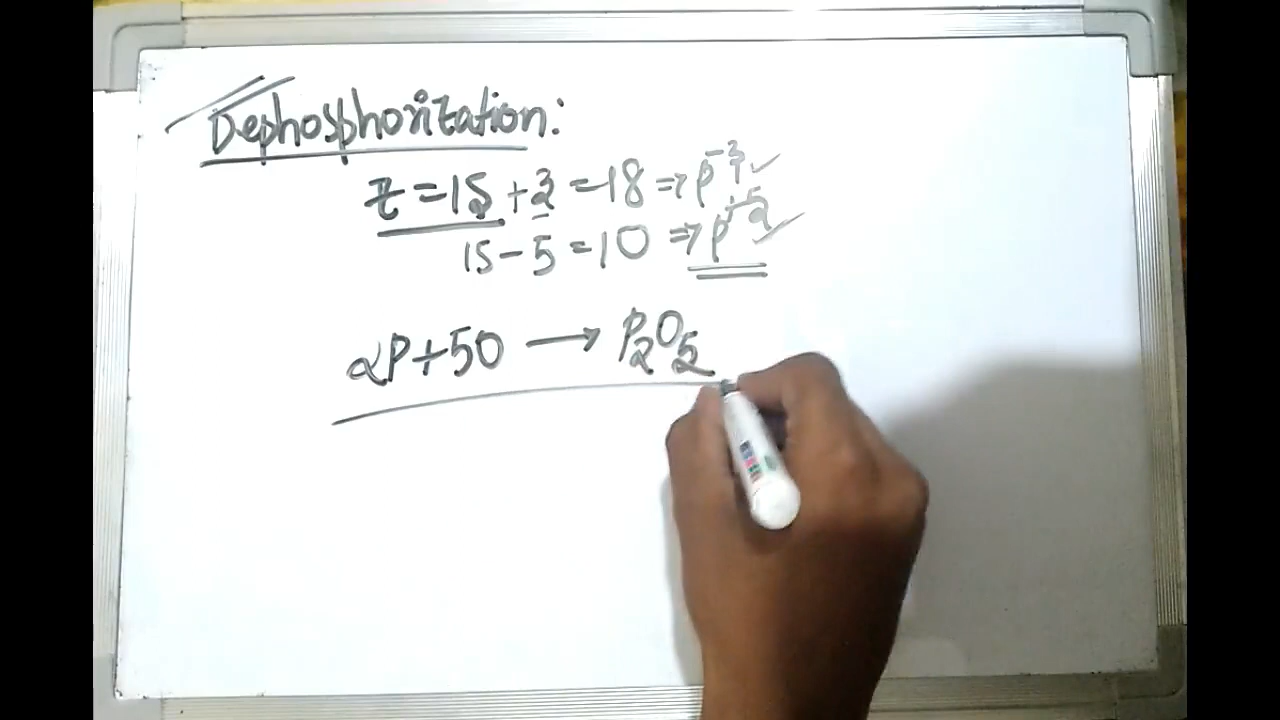 Dephosphorization:
Z = 15 + 3 = 18 ⇒ P⁻³ ✓
15 - 5 = 10 ⇒ P⁺⁵ ✓
2P + 5O → P₂O₅